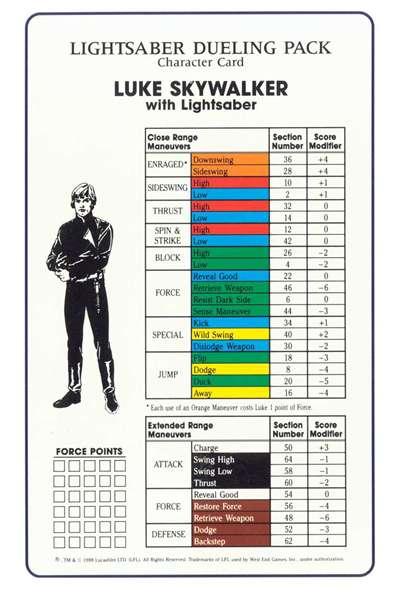 LIGHTSABER DUELING PACK
Character Card
LUKE SKYWALKER
with Lightsaber
Close Range Maneuvers Section Number Score Modifier
ENRAGED* Downswing 36 +4
Sideswing 28 +4
SIDESWING High 10 +1
Low 2 +1
THRUST High 32 0
Low 14 0
SPIN & STRIKE High 12 0
Low 42 0
BLOCK High 26 -2
Low 4 -2
FORCE Reveal Good 22 0
Retrieve Weapon 46 -6
Resist Dark Side 6 0
Sense Maneuver 44 -3
SPECIAL Kick 34 +1
Wild Swing 40 +2
Dislodge Weapon 30 -2
JUMP Flip 18 -3
Dodge 8 -4
Duck 20 -5
Away 16 -4
* Each use of an Orange Maneuver costs Luke 1 point of Force.
Extended Range Maneuvers Section Number Score Modifier
ATTACK Charge 50 +3
Swing High 64 -1
Swing Low 58 -1
Thrust 60 -2
FORCE Reveal Good 54 0
Restore Force 56 -4
Retrieve Weapon 48 -6
DEFENSE Dodge 52 -3
Backstep 62 -4
FORCE POINTS
®, ™ & © 1988 Lucasfilm LTD. (LFL). All Rights Reserved. Trademarks of LFL used by West End Games, Inc., under authorization.